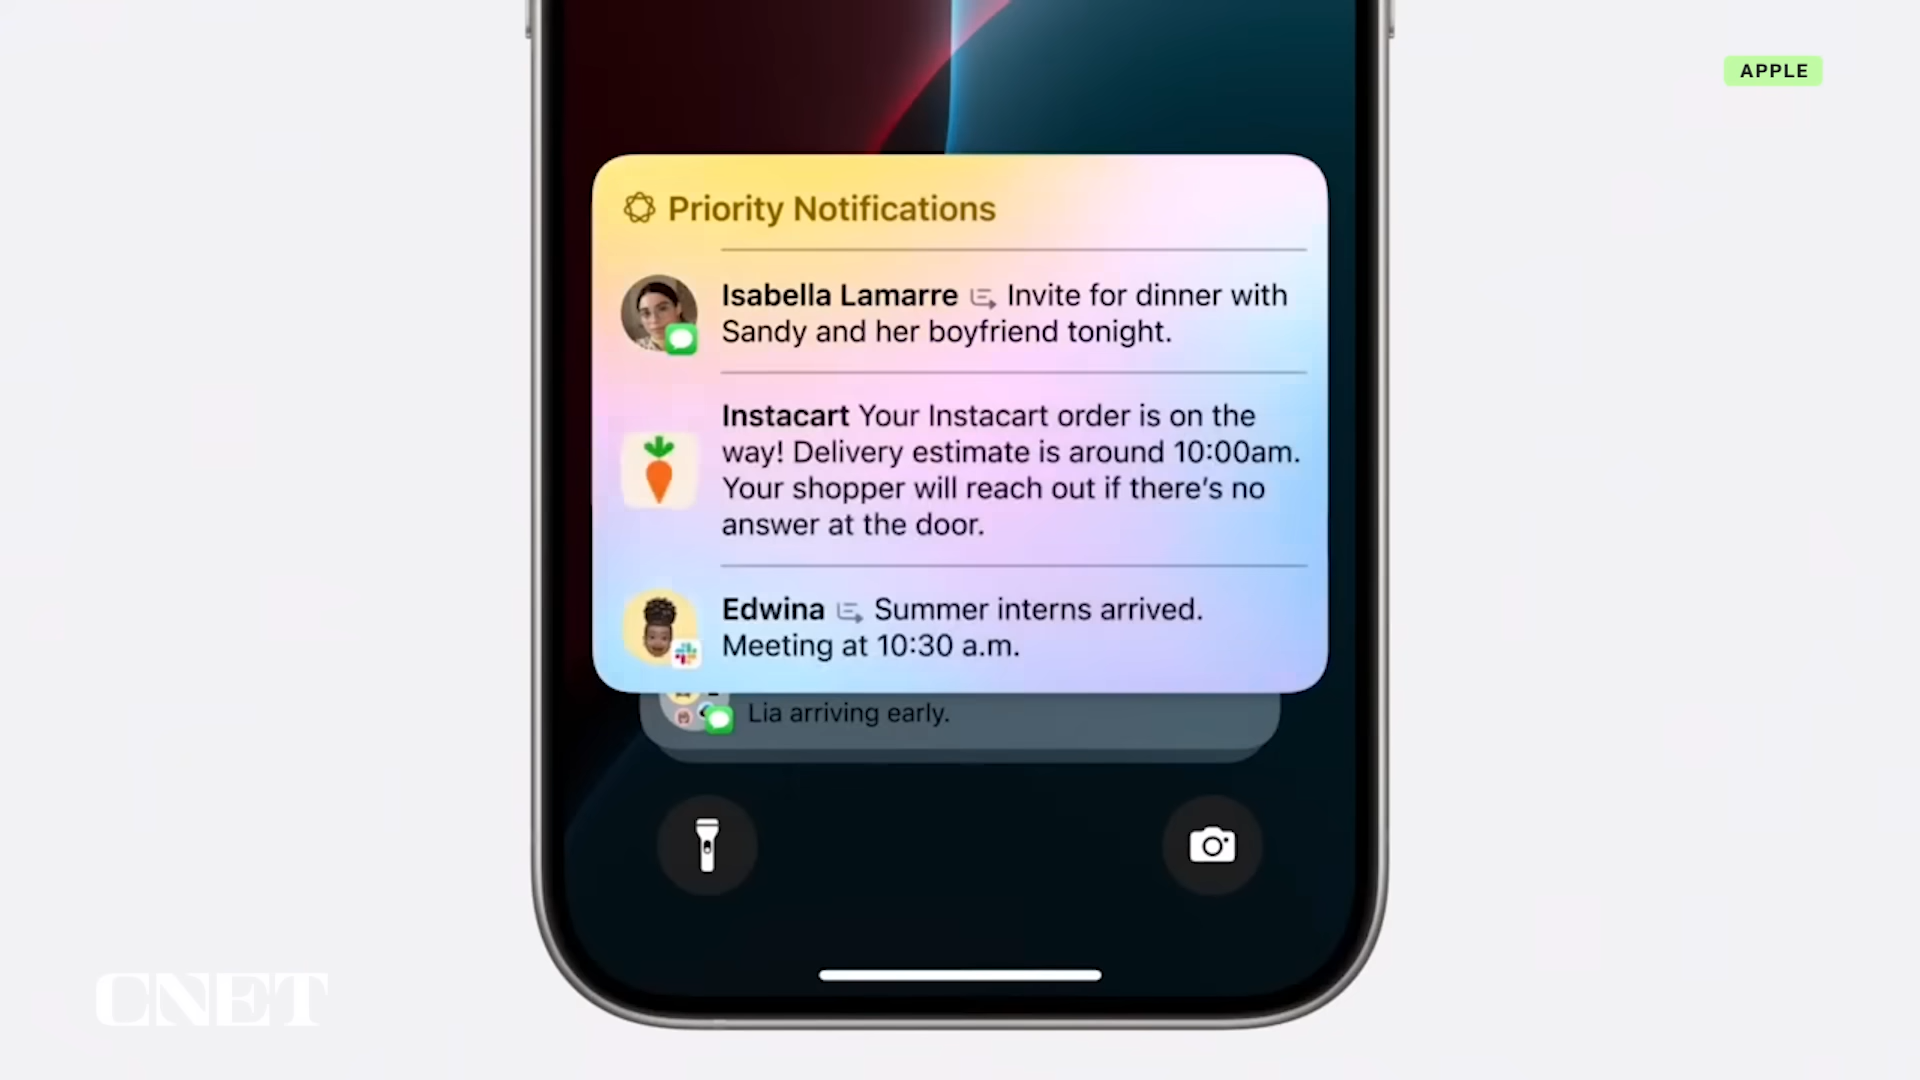 APPLE
Priority Notifications
Isabella Lamarre Invite for dinner with
Sandy and her boyfriend tonight.
Instacart Your Instacart order is on the
way! Delivery estimate is around 10:00am.
Your shopper will reach out if there's no
answer at the door.
Edwina Summer interns arrived.
Meeting at 10:30 a.m.
Lia arriving early.
CNET